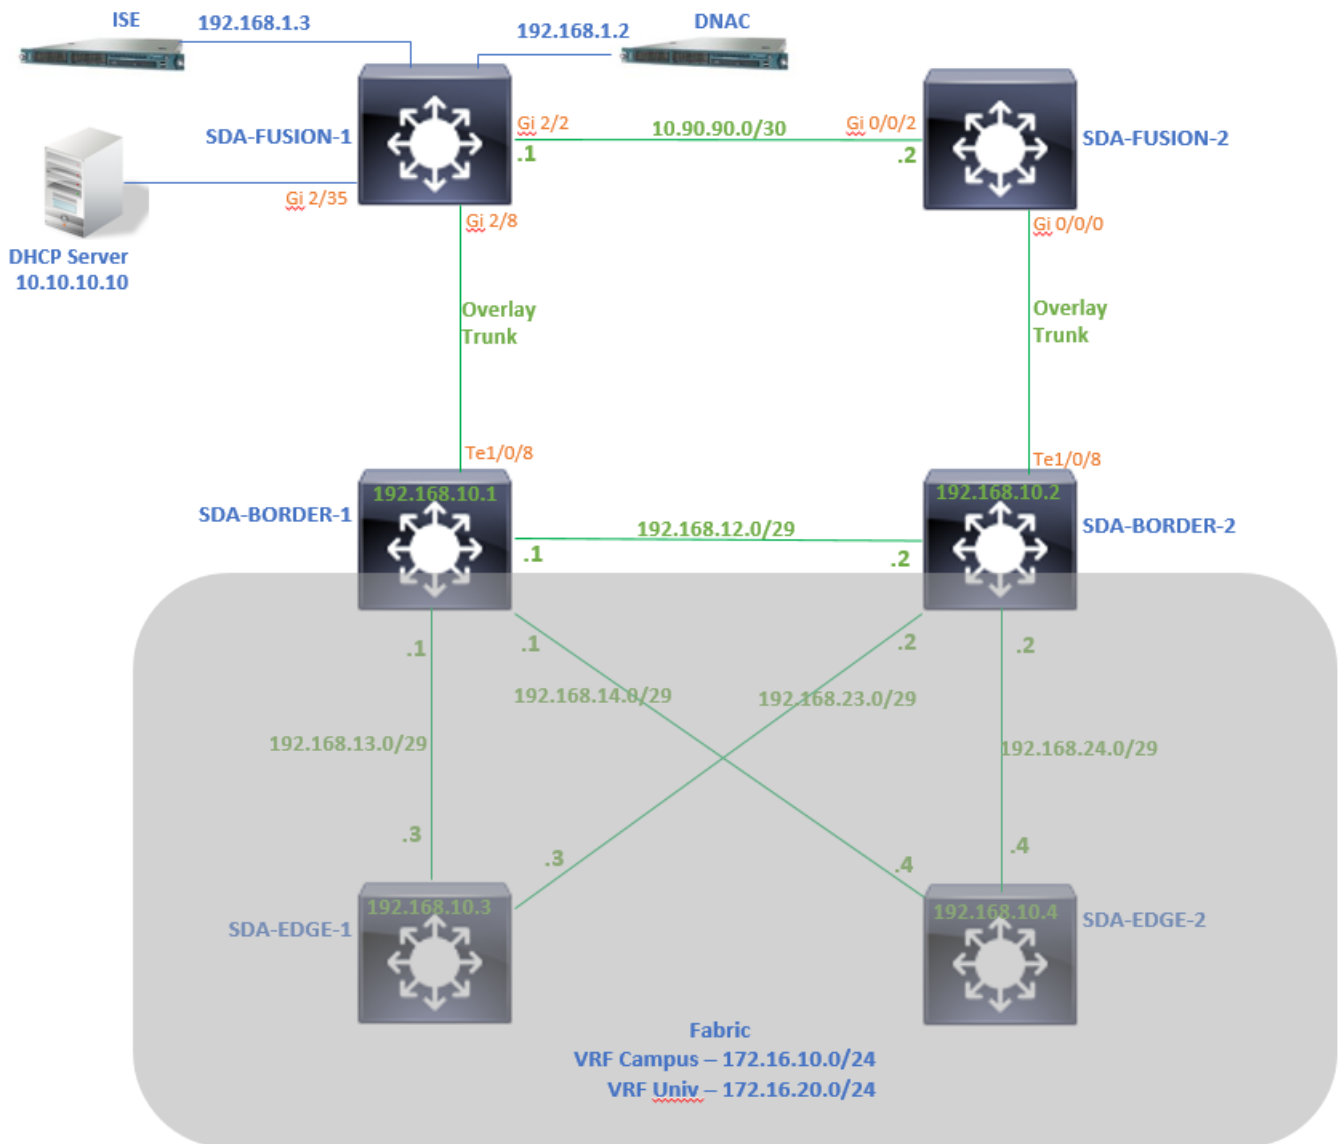 ISE
192.168.1.3
192.168.1.2
DNAC
SDA-FUSION-1
Gi 2/2
10.90.90.0/30
Gi 0/0/2
.1
.2
SDA-FUSION-2
Gi 2/35
Gi 2/8
Gi 0/0/0
DHCP Server
10.10.10.10
Overlay
Trunk
Overlay
Trunk
Te1/0/8
Te1/0/8
192.168.10.1
192.168.10.2
SDA-BORDER-1
192.168.12.0/29
SDA-BORDER-2
.1
.2
.1
.1
.2
.2
192.168.14.0/29
192.168.23.0/29
192.168.13.0/29
192.168.24.0/29
.3
.3
.4
.4
192.168.10.3
192.168.10.4
SDA-EDGE-1
SDA-EDGE-2
Fabric
VRF Campus – 172.16.10.0/24
VRF Univ – 172.16.20.0/24